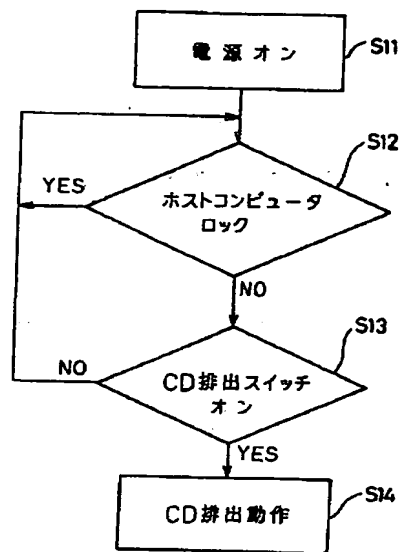 電源オン
S11
S12
YES
ホストコンピュータ
ロック
NO
S13
NO
CD排出スイッチ
オン
YES
S14
CD排出動作